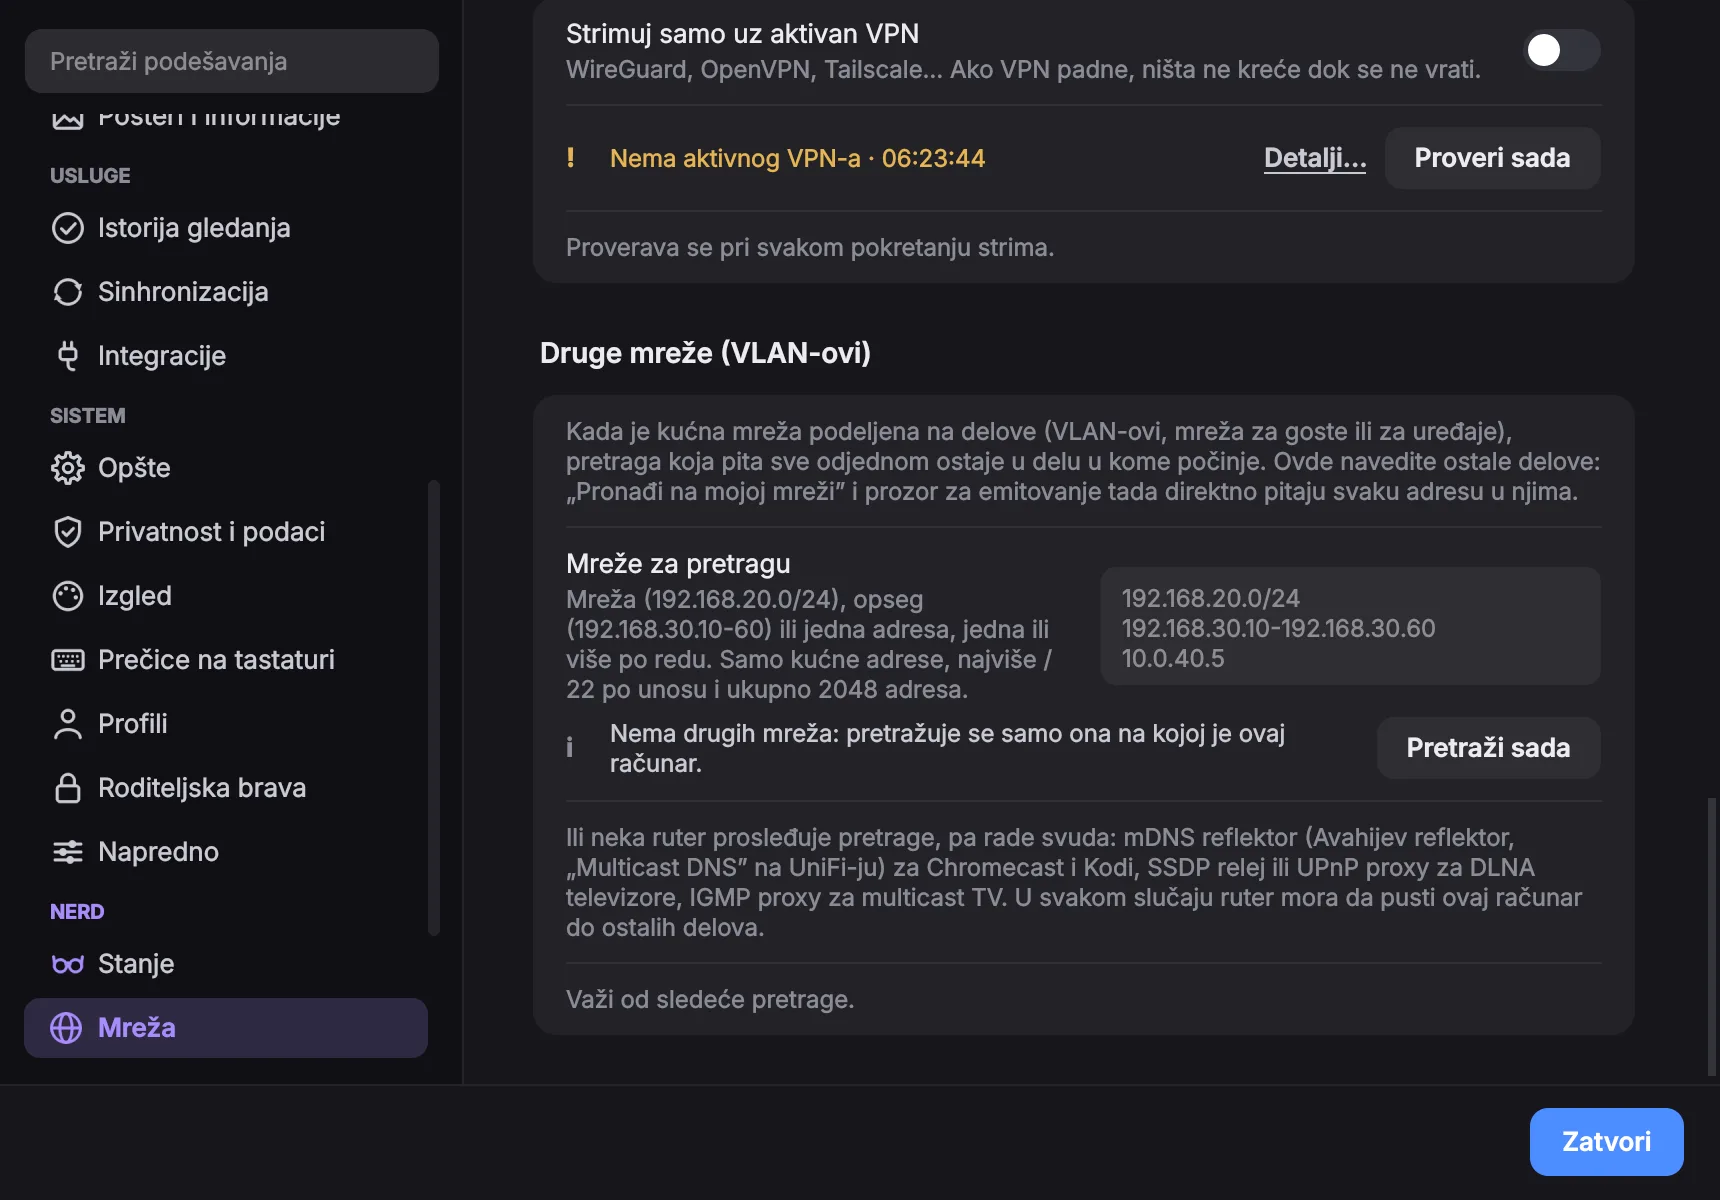 Pretraži podešavanja
Posteri i informacije
USLUGE
Istorija gledanja
Sinhronizacija
Integracije
SISTEM
Opšte
Privatnost i podaci
Izgled
Prečice na tastaturi
Profili
Roditeljska brava
Napredno
NERD
Stanje
Mreža
Strimuj samo uz aktivan VPN
WireGuard, OpenVPN, Tailscale... Ako VPN padne, ništa ne kreće dok se ne vrati.
! Nema aktivnog VPN-a · 06:23:44
Detalji...
Proveri sada
Proverava se pri svakom pokretanju strima.
Druge mreže (VLAN-ovi)
Kada je kućna mreža podeljena na delove (VLAN-ovi, mreža za goste ili za uređaje),
pretraga koja pita sve odjednom ostaje u delu u kome počinje. Ovde navedite ostale delove:
„Pronađi na mojoj mreži” i prozor za emitovanje tada direktno pitaju svaku adresu u njima.
Mreže za pretragu
Mreža (192.168.20.0/24), opseg
(192.168.30.10-60) ili jedna adresa, jedna ili
više po redu. Samo kućne adrese, najviše /
22 po unosu i ukupno 2048 adresa.
192.168.20.0/24
192.168.30.10-192.168.30.60
10.0.40.5
i Nema drugih mreža: pretražuje se samo ona na kojoj je ovaj
računar.
Pretraži sada
Ili neka ruter prosleđuje pretrage, pa rade svuda: mDNS reflektor (Avahijev reflektor,
„Multicast DNS” na UniFi-ju) za Chromecast i Kodi, SSDP relej ili UPnP proxy za DLNA
televizore, IGMP proxy za multicast TV. U svakom slučaju ruter mora da pusti ovaj računar
do ostalih delova.
Važi od sledeće pretrage.
Zatvori